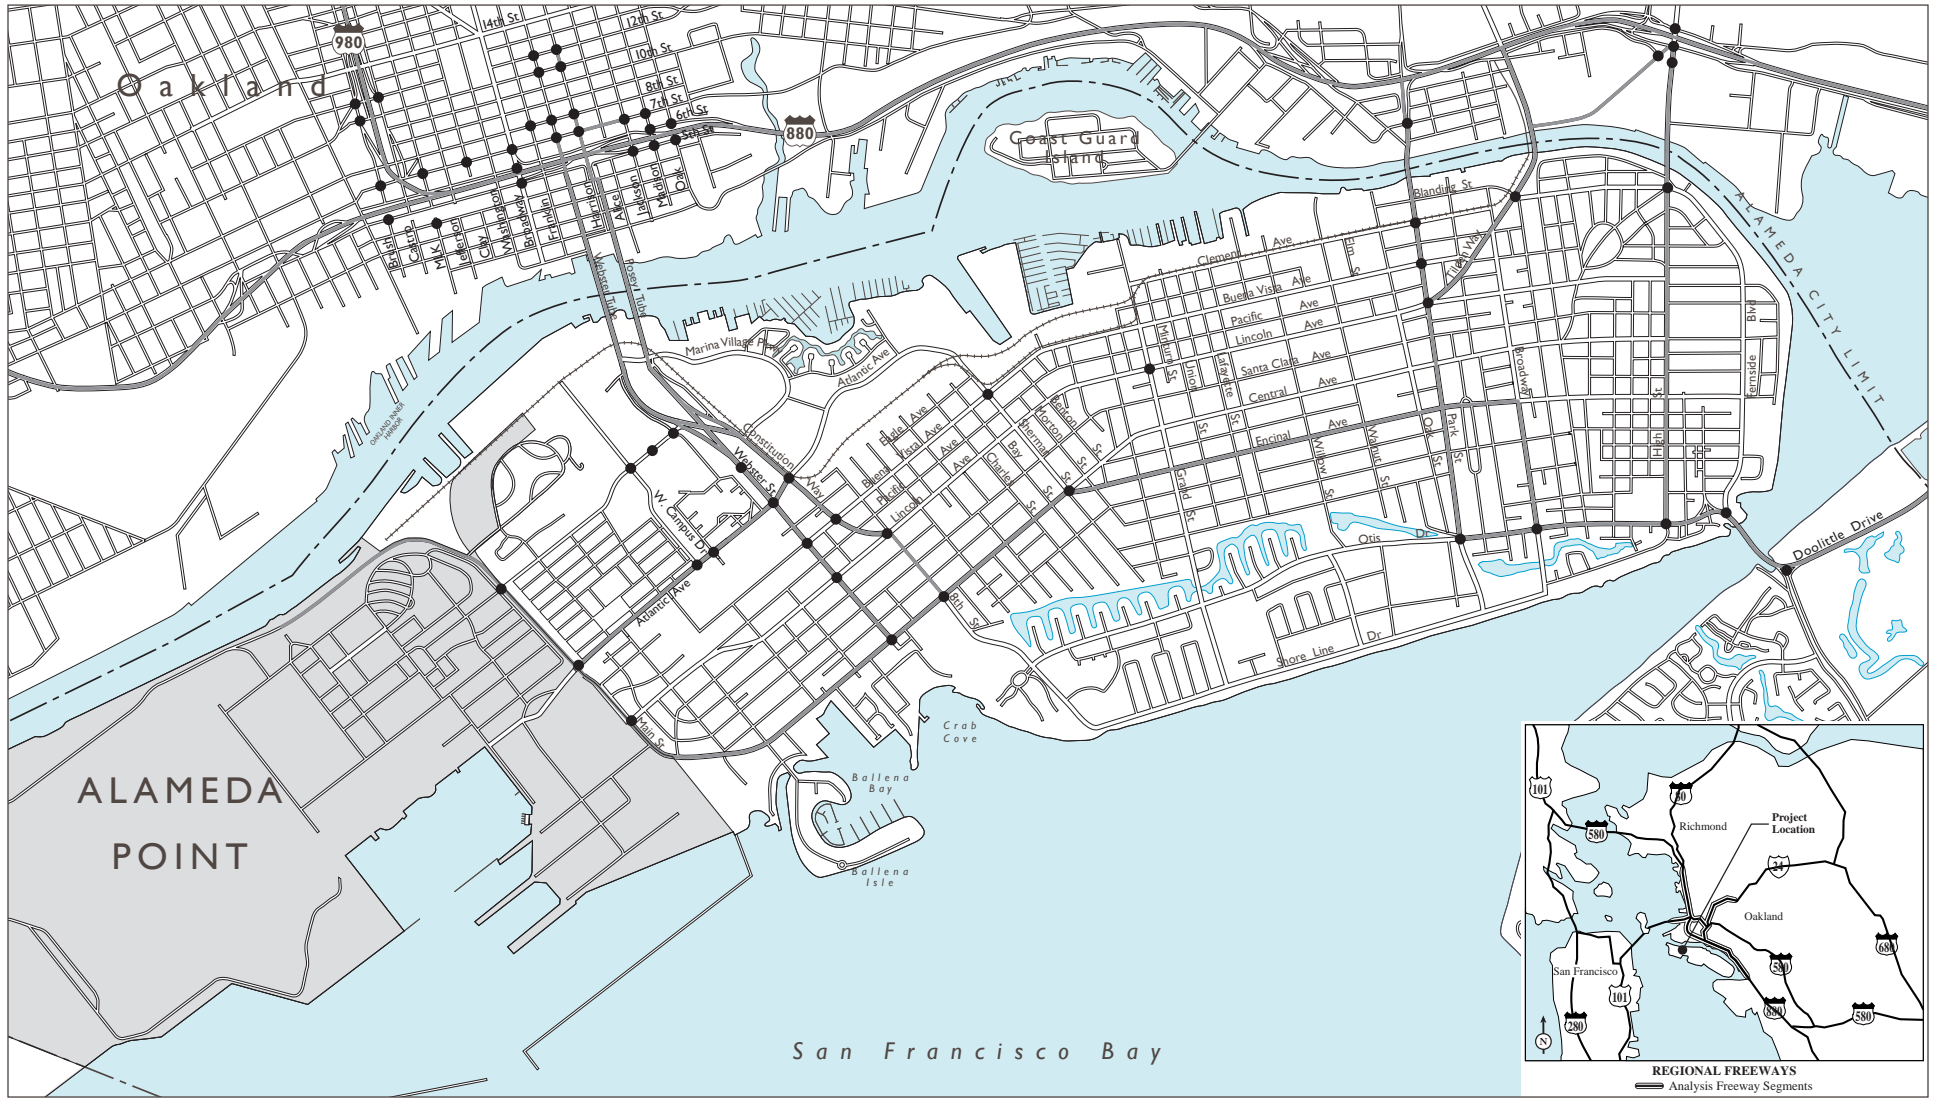 14th St
12th St
10th St
8th St
7th St
6th St
5th St
980
Oakland
880
Coast Guard
Island
Brush
Castro
MLK
Jefferson
Clay
Washington
Broadway
Franklin
Harrison
Alice
Jackson
Madison
Oak
Webster Tube
Posey Tube
OAKLAND INNER
HARBOR
ALAMEDA CITY LIMIT
Blanding St
Tilden Way
Clement Ave
Elm St
Buena Vista Ave
Pacific Ave
Lincoln Ave
Santa Clara Ave
Central Ave
Encinal Ave
Minturn St
Union St
Lafayette St
Grand St
Willow St
Walnut St
Oak St
Park St
Broadway
High St
Fernside Blvd
Marina Village Pkwy
Atlantic Ave
Constitution Way
Webster St
W. Campus Dr
Eagle Ave
Buena Vista Ave
Pacific Ave
Lincoln Ave
Benton St
Morton St
Sherman St
Bay St
Charles St
8th St
Atlantic Ave
Main St
Otis Dr
Shore Line Dr
Doolittle Drive
Crab
Cove
Ballena
Bay
Ballena
Isle
ALAMEDA
POINT
San Francisco Bay
101
80
580
Richmond
Project
Location
24
Oakland
680
580
San Francisco
101
280
880
580
N
REGIONAL FREEWAYS
Analysis Freeway Segments